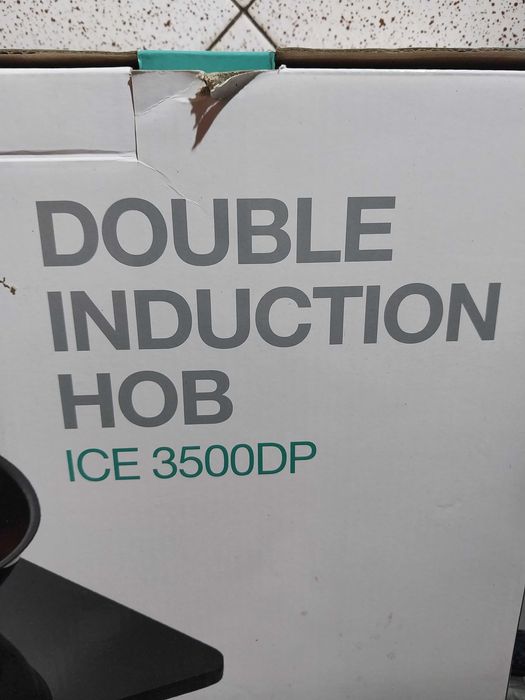 DOUBLE
INDUCTION
HOB
ICE 3500DP